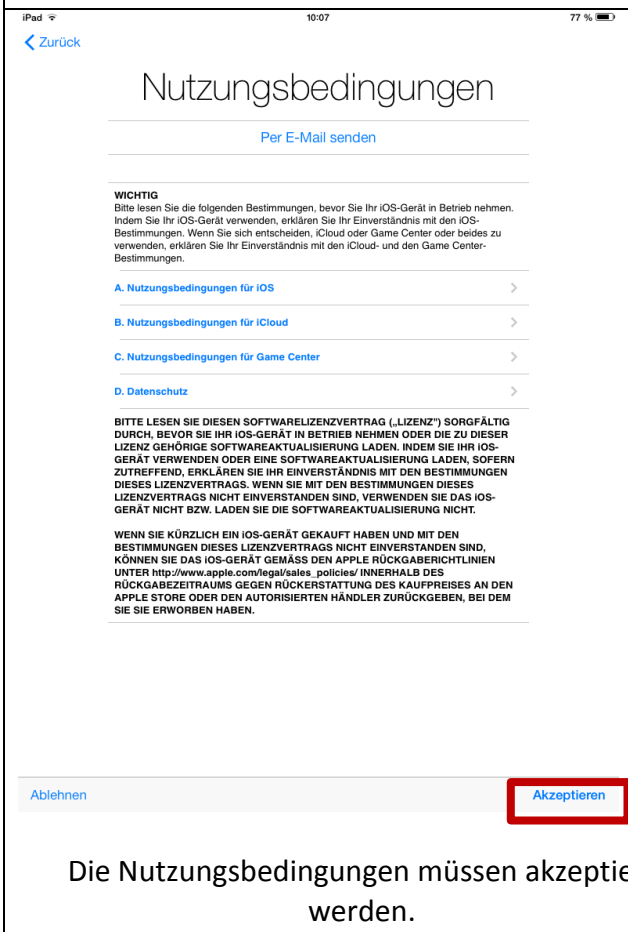 iPad 10:07 77 %
Zurück
Nutzungsbedingungen
Per E-Mail senden
WICHTIG
Bitte lesen Sie die folgenden Bestimmungen, bevor Sie Ihr iOS-Gerät in Betrieb nehmen.
Indem Sie Ihr iOS-Gerät verwenden, erklären Sie Ihr Einverständnis mit den iOS-
Bestimmungen. Wenn Sie sich entscheiden, iCloud oder Game Center oder beides zu
verwenden, erklären Sie Ihr Einverständnis mit den iCloud- und den Game Center-
Bestimmungen.
A. Nutzungsbedingungen für iOS
B. Nutzungsbedingungen für iCloud
C. Nutzungsbedingungen für Game Center
D. Datenschutz
BITTE LESEN SIE DIESEN SOFTWARELIZENZVERTRAG („LIZENZ") SORGFÄLTIG
DURCH, BEVOR SIE IHR iOS-GERÄT IN BETRIEB NEHMEN ODER DIE ZU DIESER
LIZENZ GEHÖRIGE SOFTWAREAKTUALISIERUNG LADEN. INDEM SIE IHR iOS-
GERÄT VERWENDEN ODER EINE SOFTWAREAKTUALISIERUNG LADEN, SOFERN
ZUTREFFEND, ERKLÄREN SIE IHR EINVERSTÄNDNIS MIT DEN BESTIMMUNGEN
DIESES LIZENZVERTRAGS. WENN SIE MIT DEN BESTIMMUNGEN DIESES
LIZENZVERTRAGS NICHT EINVERSTANDEN SIND, VERWENDEN SIE DAS iOS-
GERÄT NICHT BZW. LADEN SIE DIE SOFTWAREAKTUALISIERUNG NICHT.
WENN SIE KÜRZLICH EIN iOS-GERÄT GEKAUFT HABEN UND MIT DEN
BESTIMMUNGEN DIESES LIZENZVERTRAGS NICHT EINVERSTANDEN SIND,
KÖNNEN SIE DAS iOS-GERÄT GEMÄSS DEN APPLE RÜCKGABERICHTLINIEN
UNTER http://www.apple.com/legal/sales_policies/ INNERHALB DES
RÜCKGABEZEITRAUMS GEGEN RÜCKERSTATTUNG DES KAUFPREISES AN DEN
APPLE STORE ODER DEN AUTORISIERTEN HÄNDLER ZURÜCKGEBEN, BEI DEM
SIE SIE ERWORBEN HABEN.
Ablehnen Akzeptieren
Die Nutzungsbedingungen müssen akzeptie
werden.